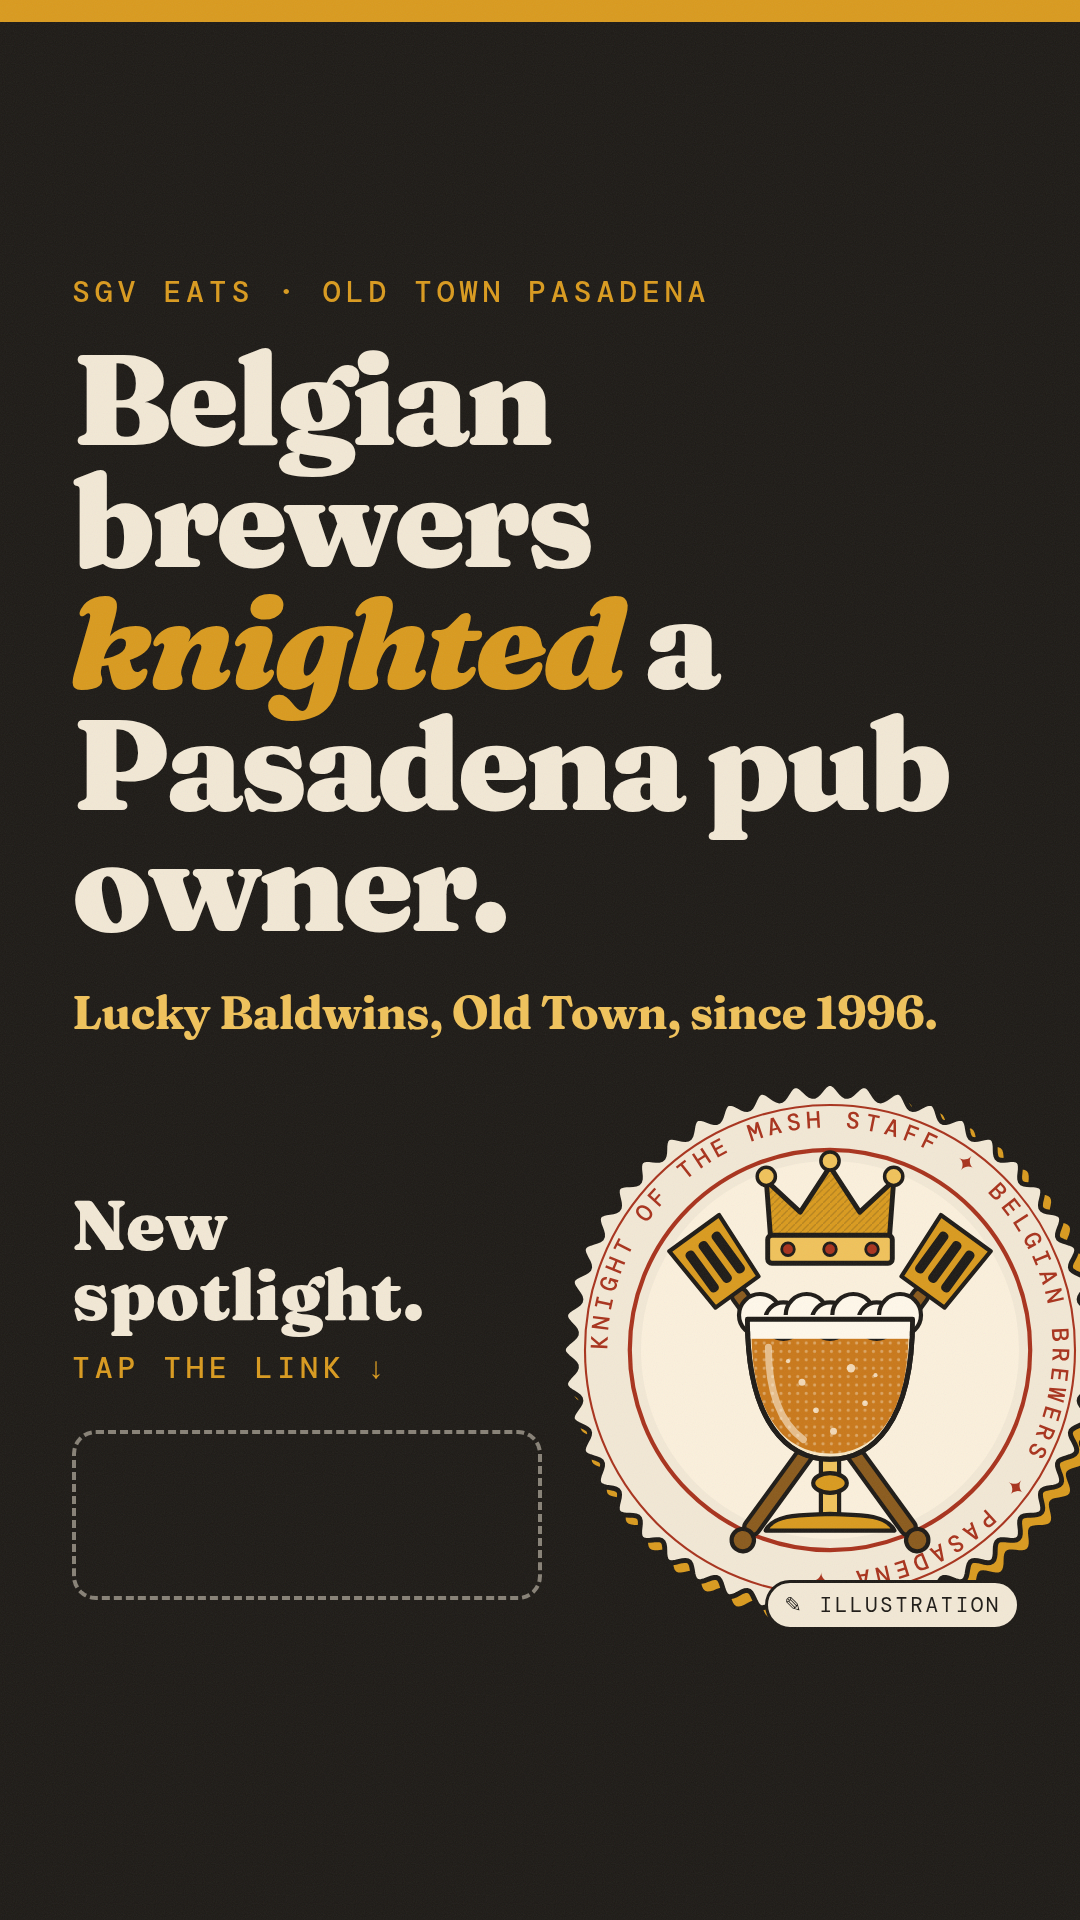 SGV EATS · OLD TOWN PASADENA
Belgian
brewers
knighted a
Pasadena pub
owner.
Lucky Baldwins, Old Town, since 1996.
KNIGHT OF THE MASH STAFF ✦ BELGIAN BREWERS ✦ PASADENA ✦
New
spotlight.
TAP THE LINK ↓
✎ ILLUSTRATION